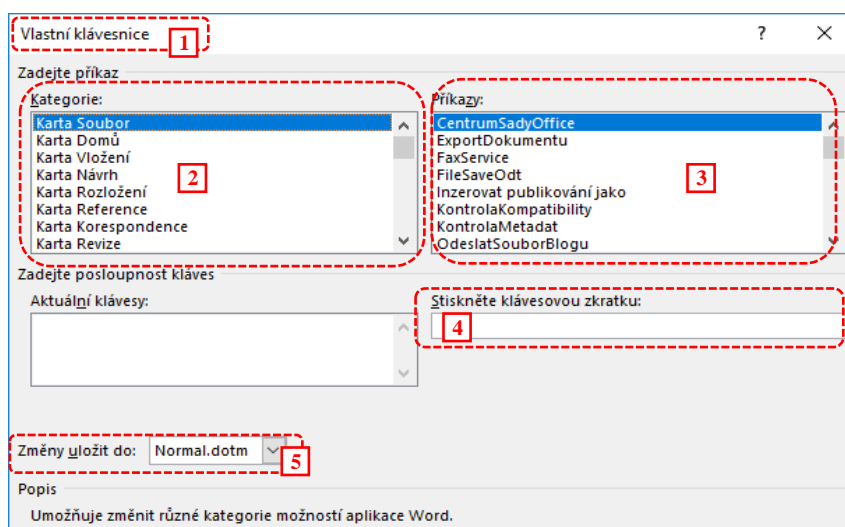 Vlastní klávesnice
1
?
Zadejte příkaz
Kategorie:
Karta Soubor
Karta Domů
Karta Vložení
Karta Návrh
Karta Rozložení
Karta Reference
Karta Korespondence
Karta Revize
2
Příkazy:
CentrumSadyOffice
ExportDokumentu
FaxService
FileSaveOdt
Inzerovat publikování jako
KontrolaKompatibility
KontrolaMetadat
OdeslatSouborBlogu
3
Zadejte posloupnost kláves
Aktuální klávesy:
Stiskněte klávesovou zkratku:
4
Změny uložit do: Normal.dotm
5
Popis
Umožňuje změnit různé kategorie možností aplikace Word.